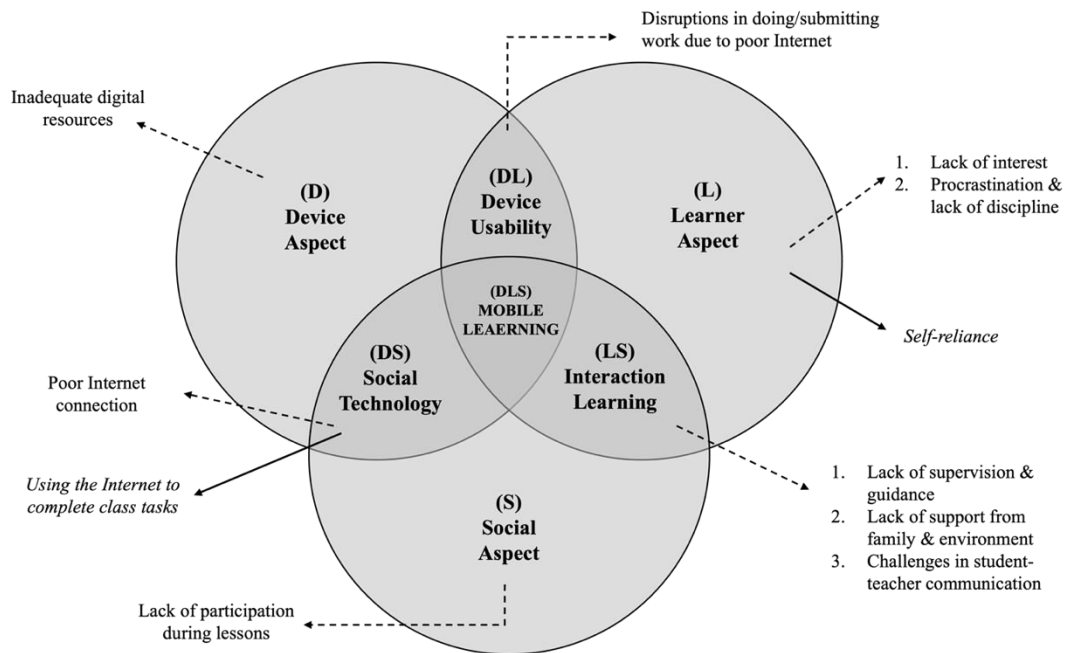 Disruptions in doing/submitting
work due to poor Internet
Inadequate digital
resources
(D)
Device
Aspect
(DL)
Device
Usability
(L)
Learner
Aspect
1. Lack of interest
2. Procrastination &
lack of discipline
(DLS)
MOBILE
LEAERNING
Self-reliance
(DS)
Social
Technology
(LS)
Interaction
Learning
Poor Internet
connection
Using the Internet to
complete class tasks
(S)
Social
Aspect
1. Lack of supervision &
guidance
2. Lack of support from
family & environment
3. Challenges in student-
teacher communication
Lack of participation
during lessons